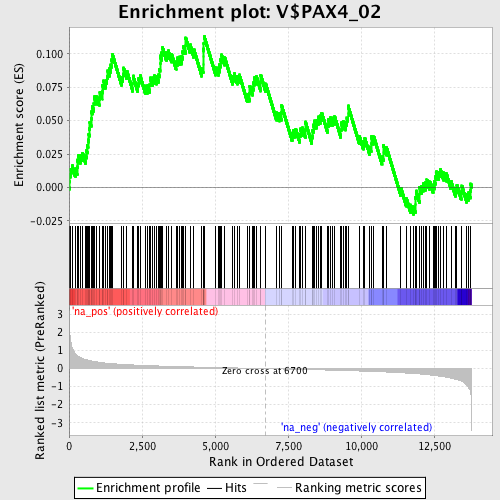 Enrichment plot: V$PAX4_02
Enrichment score (ES)
0.100
0.075
0.050
0.025
0.000
-0.025
'na_pos' (positively correlated)
Ranked list metric (PreRanked)
3
2
1
0
-1
-2
-3
Zero cross at 6700
'na_neg' (negatively correlated)
0
2,500
5,000
7,500
10,000
12,500
Rank in Ordered Dataset
Enrichment profile
Hits
Ranking metric scores